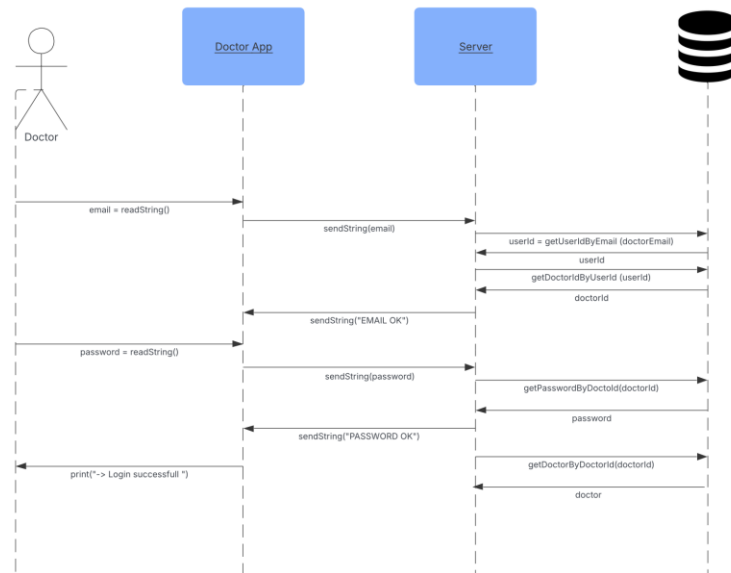 Doctor App
Server
Doctor
email = readString()
sendString(email)
userId = getUserIdByEmail (doctorEmail)
userId
getDoctorIdByUserId (userId)
doctorId
sendString("EMAIL OK")
password = readString()
sendString(password)
getPasswordByDoctoId(doctorId)
password
sendString("PASSWORD OK")
getDoctorByDoctorId(doctorId)
print("-> Login successfull ")
doctor